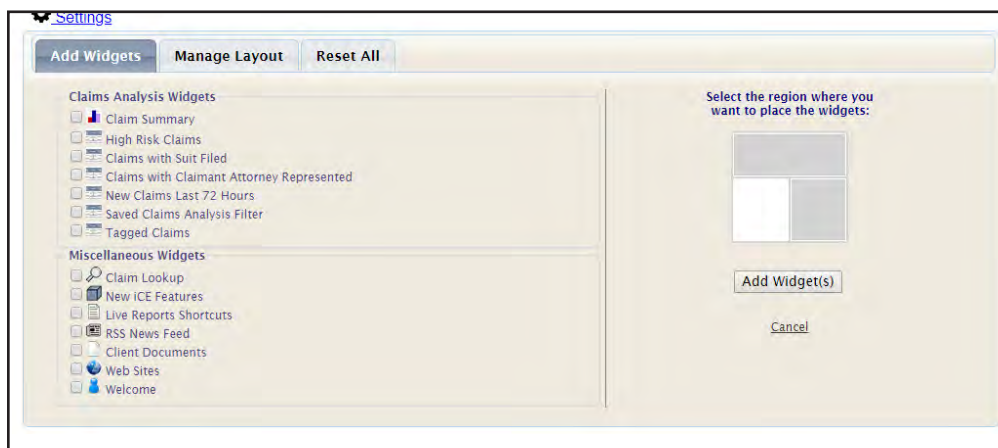 Settings
Add Widgets Manage Layout Reset All
Claims Analysis Widgets
Claim Summary
High Risk Claims
Claims with Suit Filed
Claims with Claimant Attorney Represented
New Claims Last 72 Hours
Saved Claims Analysis Filter
Tagged Claims
Miscellaneous Widgets
Claim Lookup
New iCE Features
Live Reports Shortcuts
RSS News Feed
Client Documents
Web Sites
Welcome
Select the region where you
want to place the widgets:
Add Widget(s)
Cancel